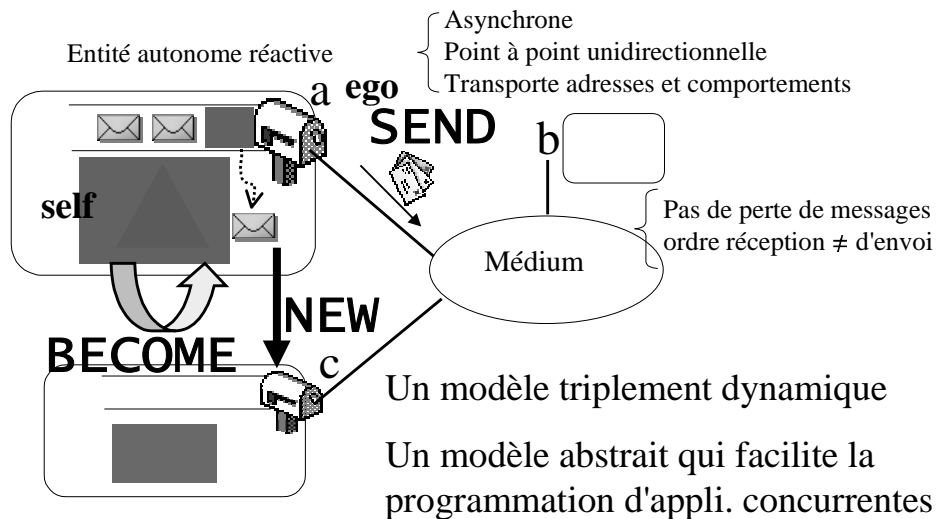 Asynchrone
Entité autonome réactive
Point à point unidirectionnelle
Transporte adresses et comportements
a ego
SEND
b
self
Pas de perte de messages
ordre réception ≠ d'envoi
Médium
NEW
BECOME
c
Un modèle triplement dynamique
Un modèle abstrait qui facilite la
programmation d'appli. concurrentes